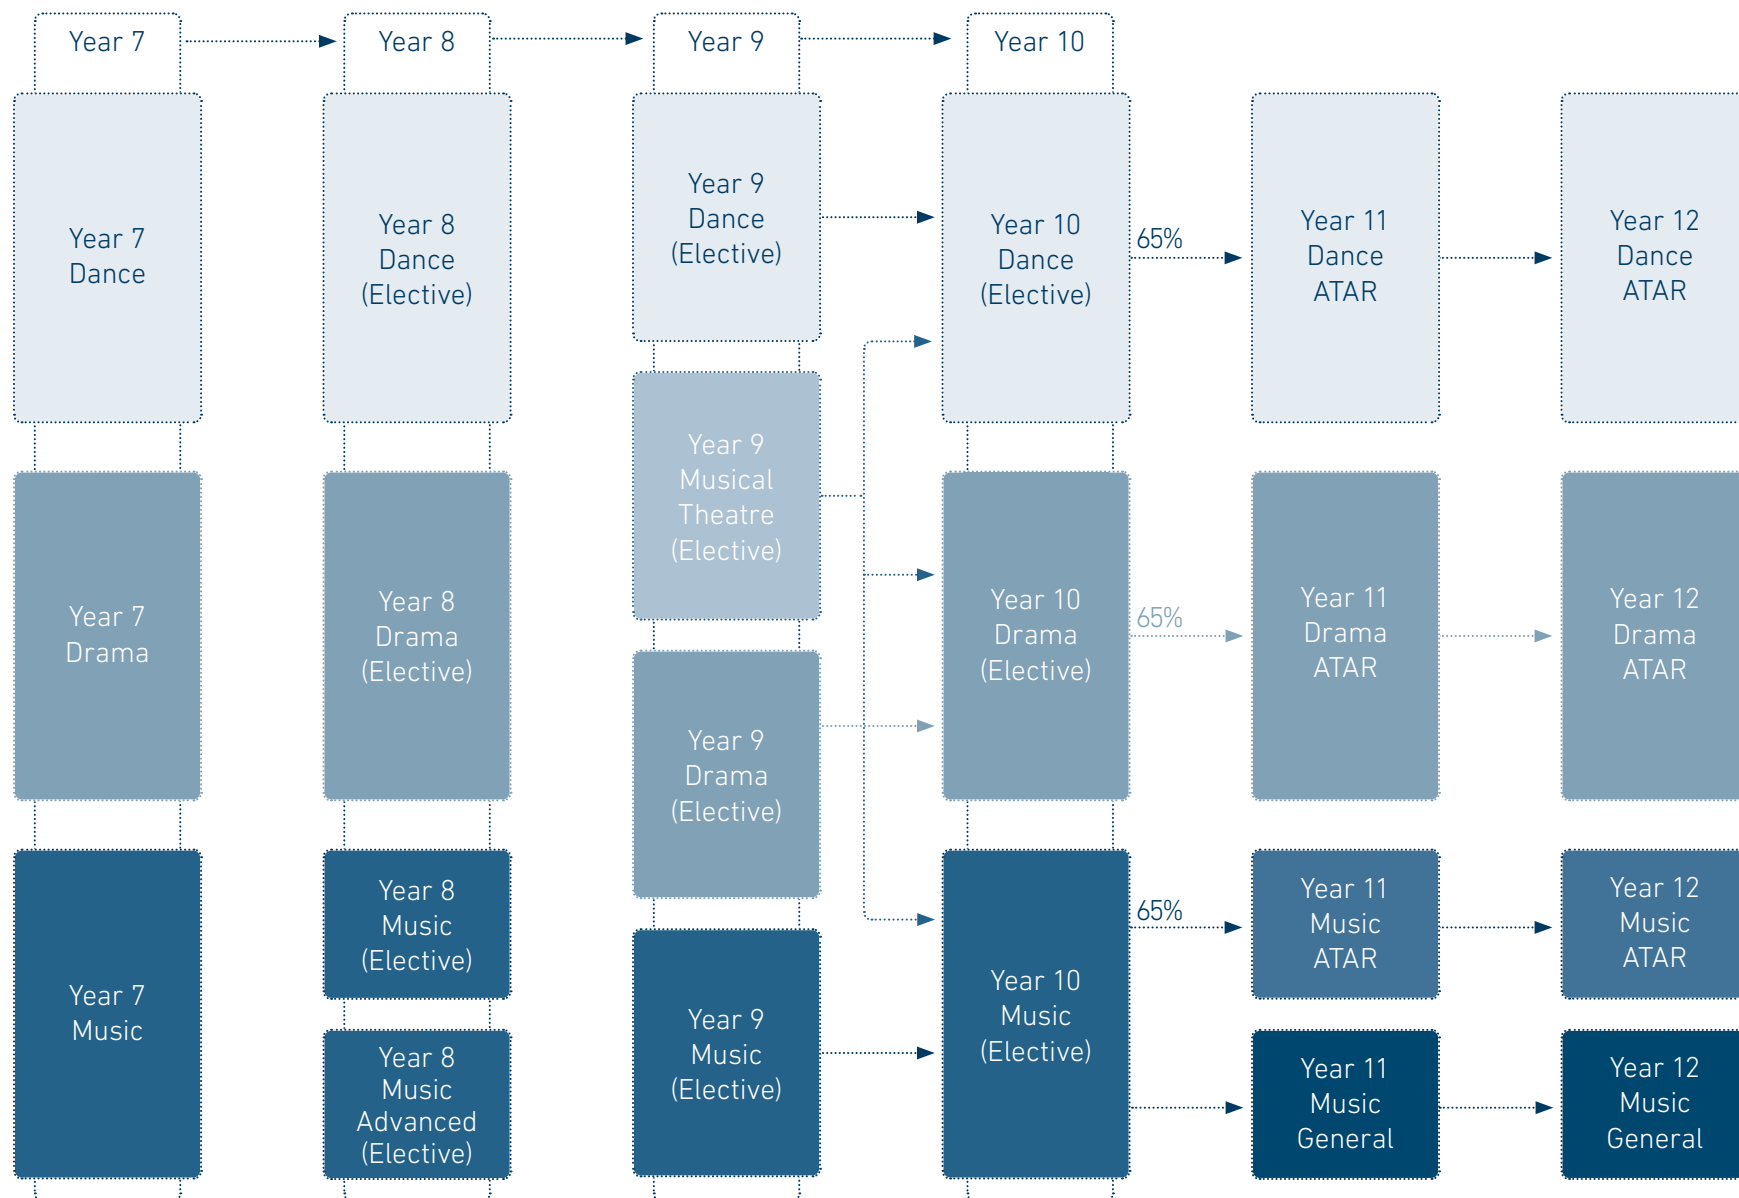 Year 7
Year 8
Year 9
Year 10
Year 7
Dance
Year 8
Dance
(Elective)
Year 9
Dance
(Elective)
Year 10
Dance
(Elective)
65%
Year 11
Dance
ATAR
Year 12
Dance
ATAR
Year 9
Musical
Theatre
(Elective)
Year 7
Drama
Year 8
Drama
(Elective)
Year 9
Drama
(Elective)
Year 10
Drama
(Elective)
65%
Year 11
Drama
ATAR
Year 12
Drama
ATAR
Year 7
Music
Year 8
Music
(Elective)
Year 8
Music
Advanced
(Elective)
Year 9
Music
(Elective)
Year 10
Music
(Elective)
65%
Year 11
Music
ATAR
Year 12
Music
ATAR
Year 11
Music
General
Year 12
Music
General